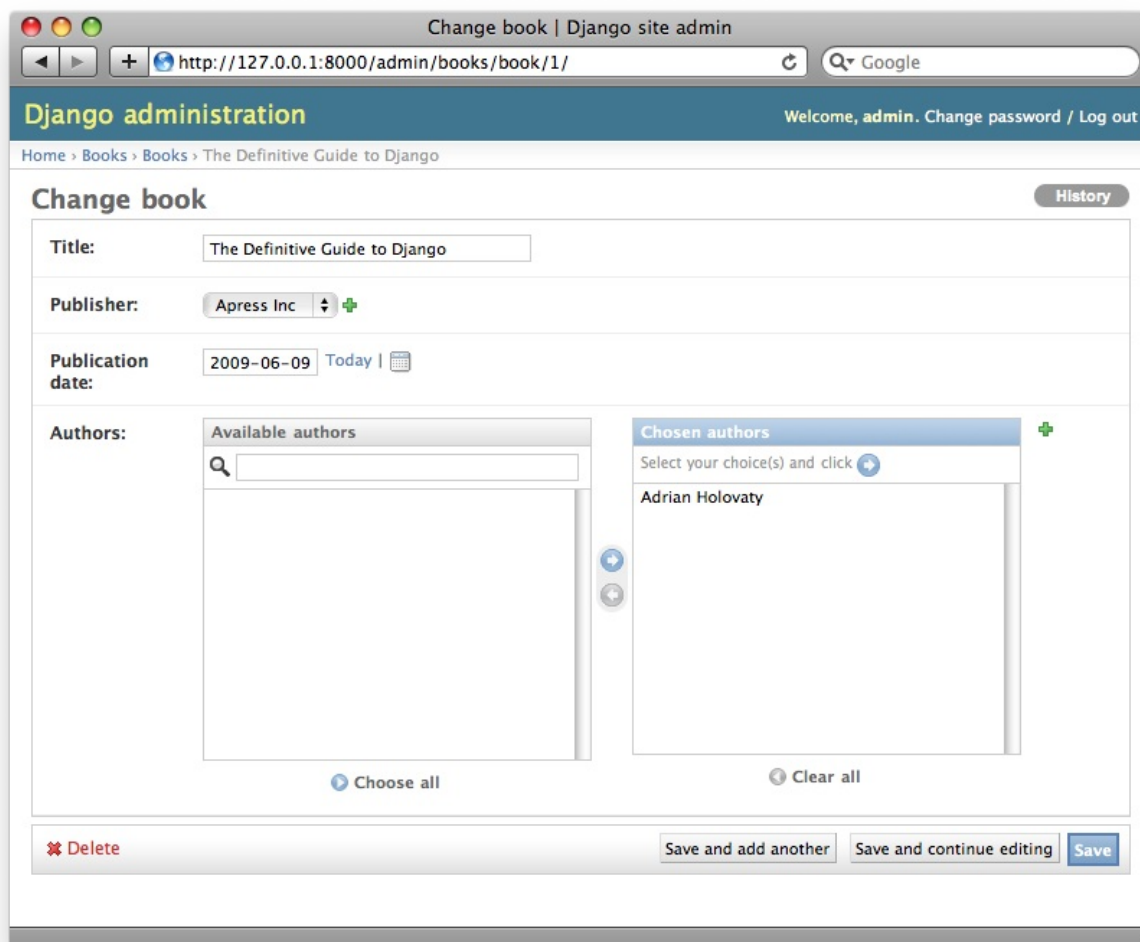 Change book | Django site admin
http://127.0.0.1:8000/admin/books/book/1/
Google
Django administration
Welcome, admin. Change password / Log out
Home › Books › Books › The Definitive Guide to Django
Change book
History
Title:
The Definitive Guide to Django
Publisher:
Apress Inc
Publication
date:
2009-06-09
Today |
Authors:
Available authors
Chosen authors
Select your choice(s) and click
Adrian Holovaty
Choose all
Clear all
Delete
Save and add another
Save and continue editing
Save